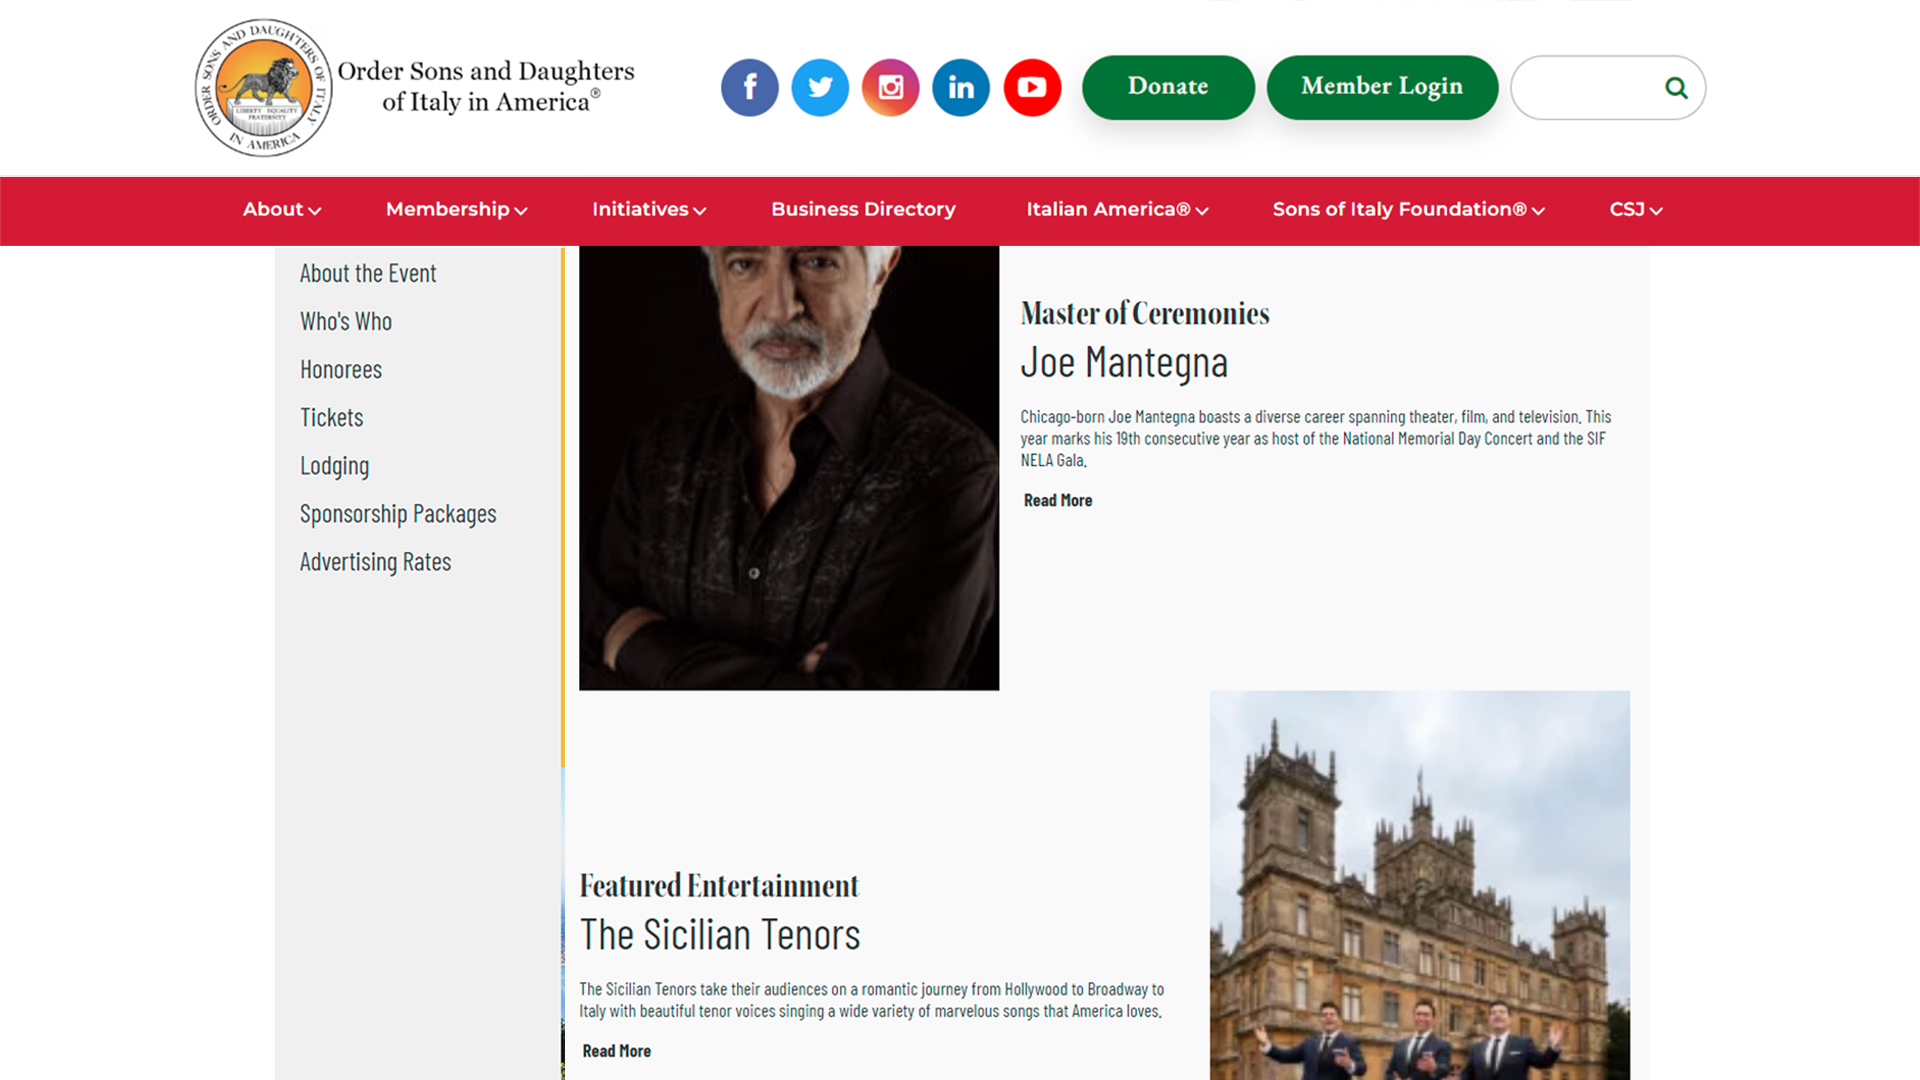 ORDER SONS AND DAUGHTERS OF ITALY
IN AMERICA
LIBERTY EQUALITY
FRATERNITY
Order Sons and Daughters
of Italy in America®
Donate
Member Login
About
Membership
Initiatives
Business Directory
Italian America®
Sons of Italy Foundation®
CSJ
About the Event
Who's Who
Honorees
Tickets
Lodging
Sponsorship Packages
Advertising Rates
Master of Ceremonies
Joe Mantegna
Chicago-born Joe Mantegna boasts a diverse career spanning theater, film, and television. This
year marks his 19th consecutive year as host of the National Memorial Day Concert and the SIF
NELA Gala.
Read More
Featured Entertainment
The Sicilian Tenors
The Sicilian Tenors take their audiences on a romantic journey from Hollywood to Broadway to
Italy with beautiful tenor voices singing a wide variety of marvelous songs that America loves.
Read More